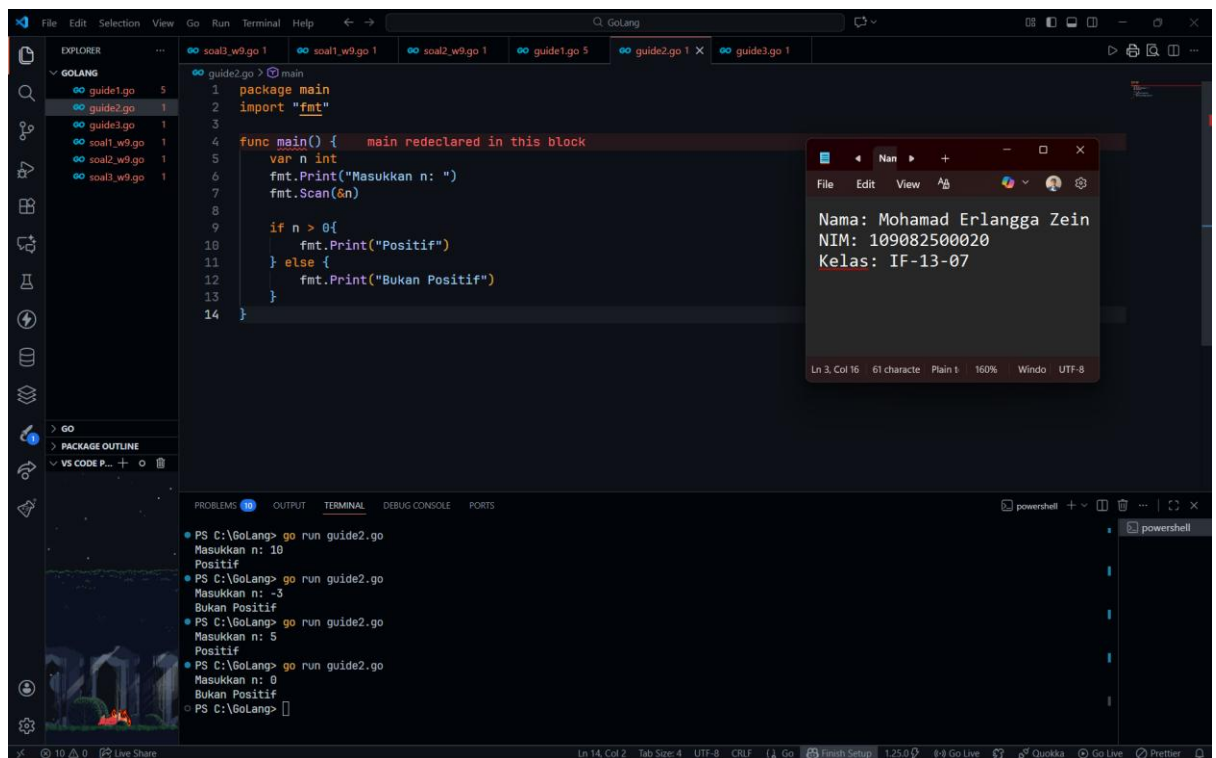 File Edit Selection View Go Run Terminal Help
GoLang
EXPLORER
soal3_w9.go 1 soal1_w9.go 1 soal2_w9.go 1 guide1.go 5 guide2.go 1 guide3.go 1
GOLANG
guide1.go 5
guide2.go 1
guide3.go 1
soal1_w9.go 1
soal2_w9.go 1
soal3_w9.go 1
guide2.go > main
1 package main
2 import "fmt"
3
4 func main() { main redeclared in this block
5 var n int
6 fmt.Print("Masukkan n: ")
7 fmt.Scan(&n)
8
9 if n > 0{
10 fmt.Print("Positif")
11 } else {
12 fmt.Print("Bukan Positif")
13 }
14 }
Nam
File Edit View
Nama: Mohamad Erlangga Zein
NIM: 109082500020
Kelas: IF-13-07
Ln 3, Col 16 61 characte Plain t 160% Windo UTF-8
GO
PACKAGE OUTLINE
VS CODE P...
PROBLEMS 10 OUTPUT TERMINAL DEBUG CONSOLE PORTS
powershell
powershell
PS C:\GoLang> go run guide2.go
Masukkan n: 10
Positif
PS C:\GoLang> go run guide2.go
Masukkan n: -3
Bukan Positif
PS C:\GoLang> go run guide2.go
Masukkan n: 5
Positif
PS C:\GoLang> go run guide2.go
Masukkan n: 0
Bukan Positif
PS C:\GoLang>
10 0 Live Share
Ln 14, Col 2 Tab Size: 4 UTF-8 CRLF Go Finish Setup 1.25.0 Go Live Quokka Go Live Prettier